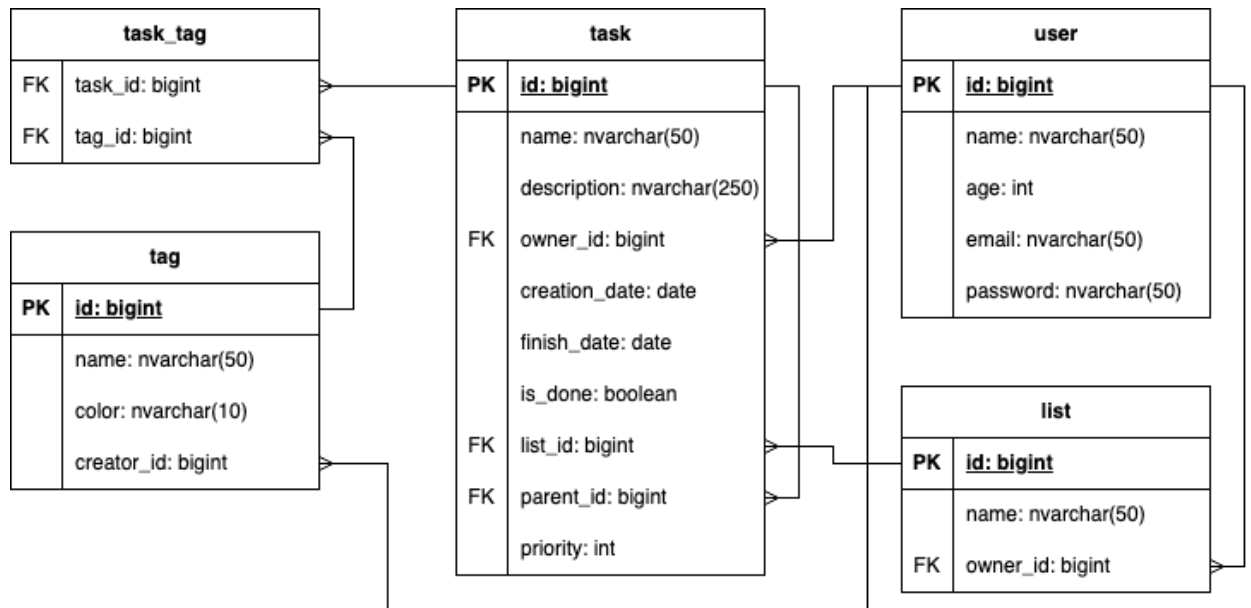 task_tag
FK task_id: bigint
FK tag_id: bigint
tag
PK id: bigint
name: nvarchar(50)
color: nvarchar(10)
creator_id: bigint
task
PK id: bigint
name: nvarchar(50)
description: nvarchar(250)
FK owner_id: bigint
creation_date: date
finish_date: date
is_done: boolean
FK list_id: bigint
FK parent_id: bigint
priority: int
user
PK id: bigint
name: nvarchar(50)
age: int
email: nvarchar(50)
password: nvarchar(50)
list
PK id: bigint
name: nvarchar(50)
FK owner_id: bigint